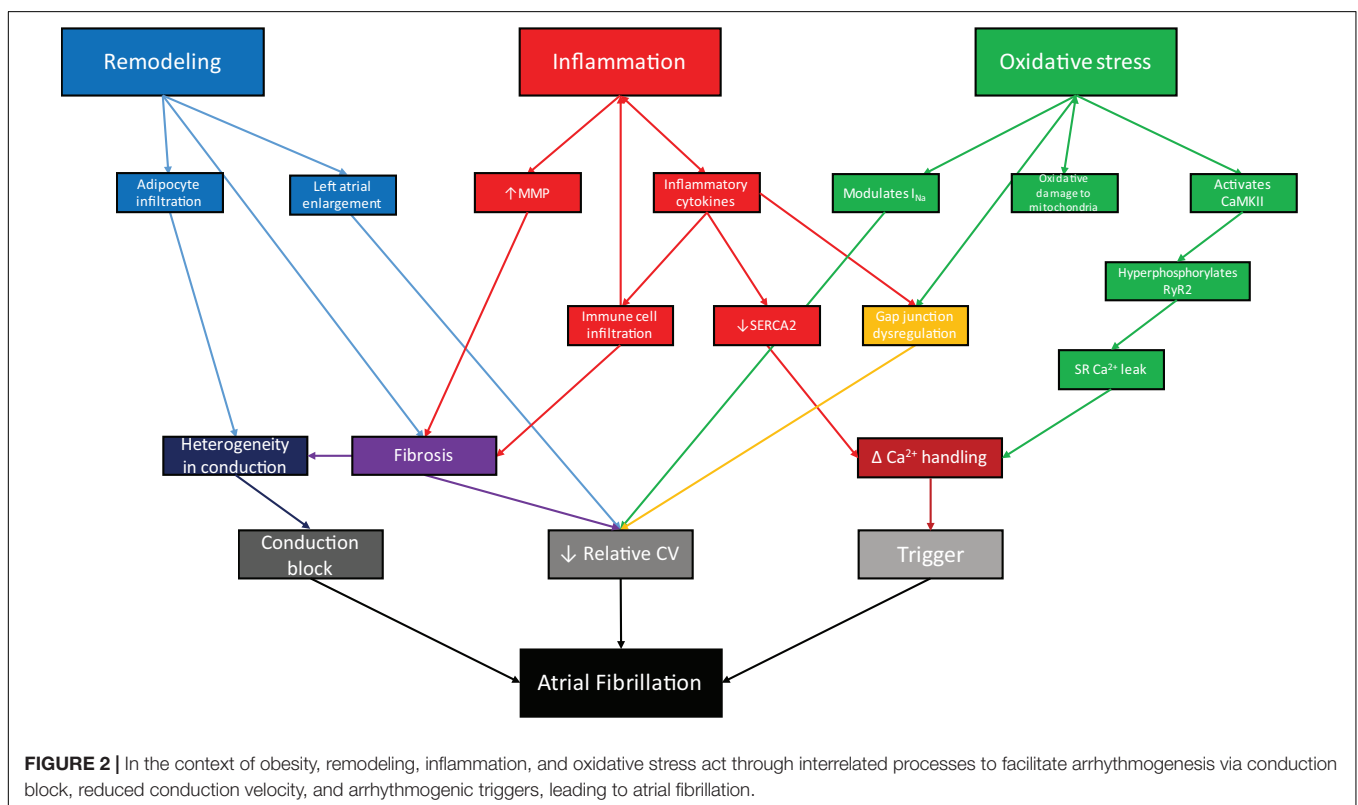 Remodeling
Inflammation
Oxidative stress
Adipocyte
infiltration
Left atrial
enlargement
↑MMP
Inflammatory
cytokines
Modulates I_Na
Oxidative
damage to
mitochondria
Activates
CaMKII
Hyperphosphorylates
RyR2
Immune cell
infiltration
↓SERCA2
Gap junction
dysregulation
SR Ca²⁺ leak
Heterogeneity
in conduction
Fibrosis
Δ Ca²⁺ handling
Conduction
block
↓ Relative CV
Trigger
Atrial Fibrillation
FIGURE 2 | In the context of obesity, remodeling, inflammation, and oxidative stress act through interrelated processes to facilitate arrhythmogenesis via conduction
block, reduced conduction velocity, and arrhythmogenic triggers, leading to atrial fibrillation.